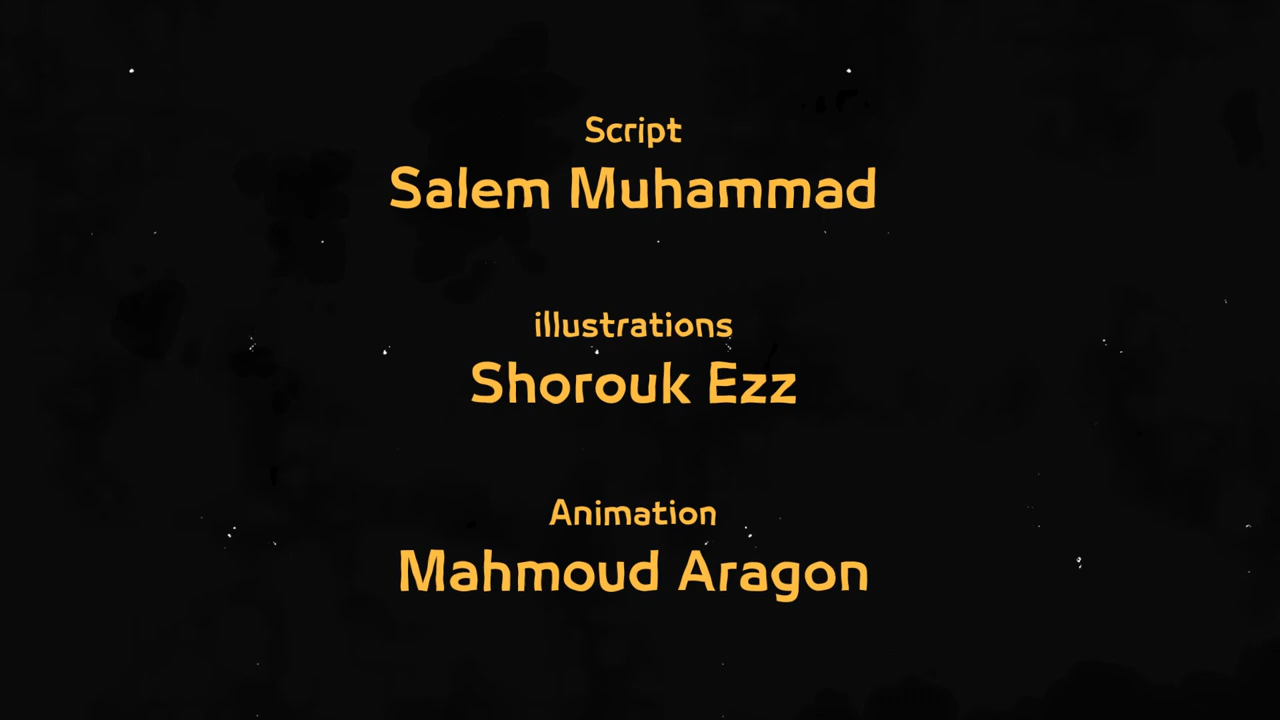 Script
Salem Muhammad
illustrations
Shorouk Ezz
Animation
Mahmoud Aragon